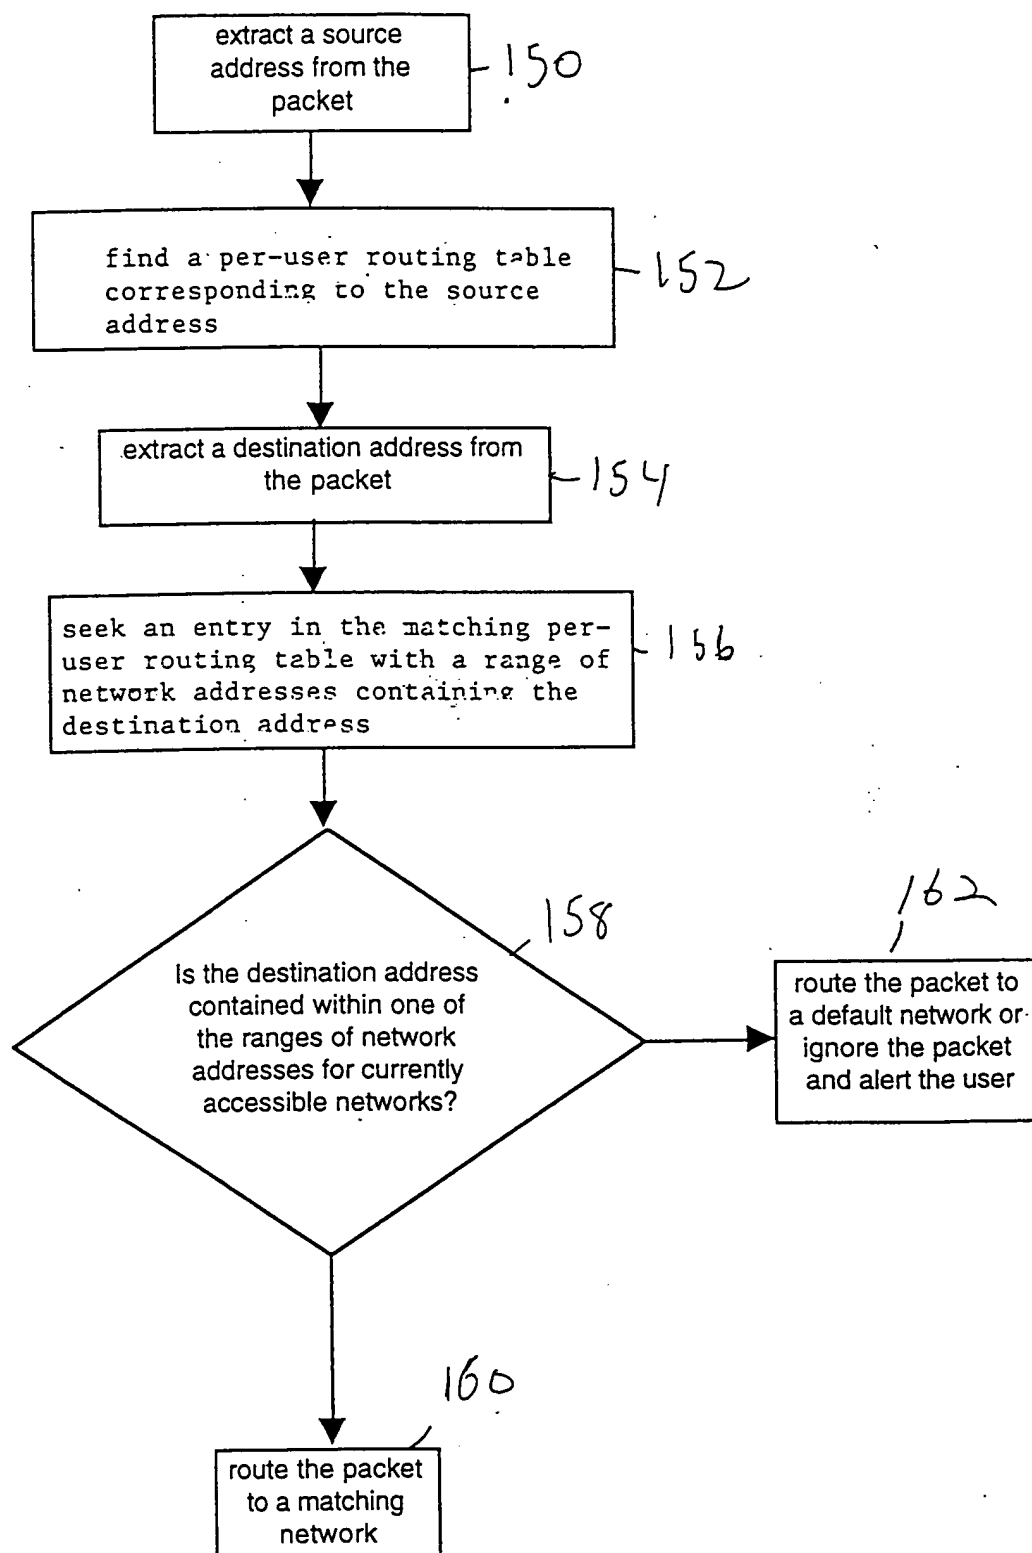 extract a source
address from the
packet
150
find a per-user routing table
corresponding to the source
address
152
extract a destination address from
the packet
154
seek an entry in the matching per-
user routing table with a range of
network addresses containing the
destination address
156
Is the destination address
contained within one of
the ranges of network
addresses for currently
accessible networks?
158
162
route the packet to
a default network or
ignore the packet
and alert the user
160
route the packet
to a matching
network